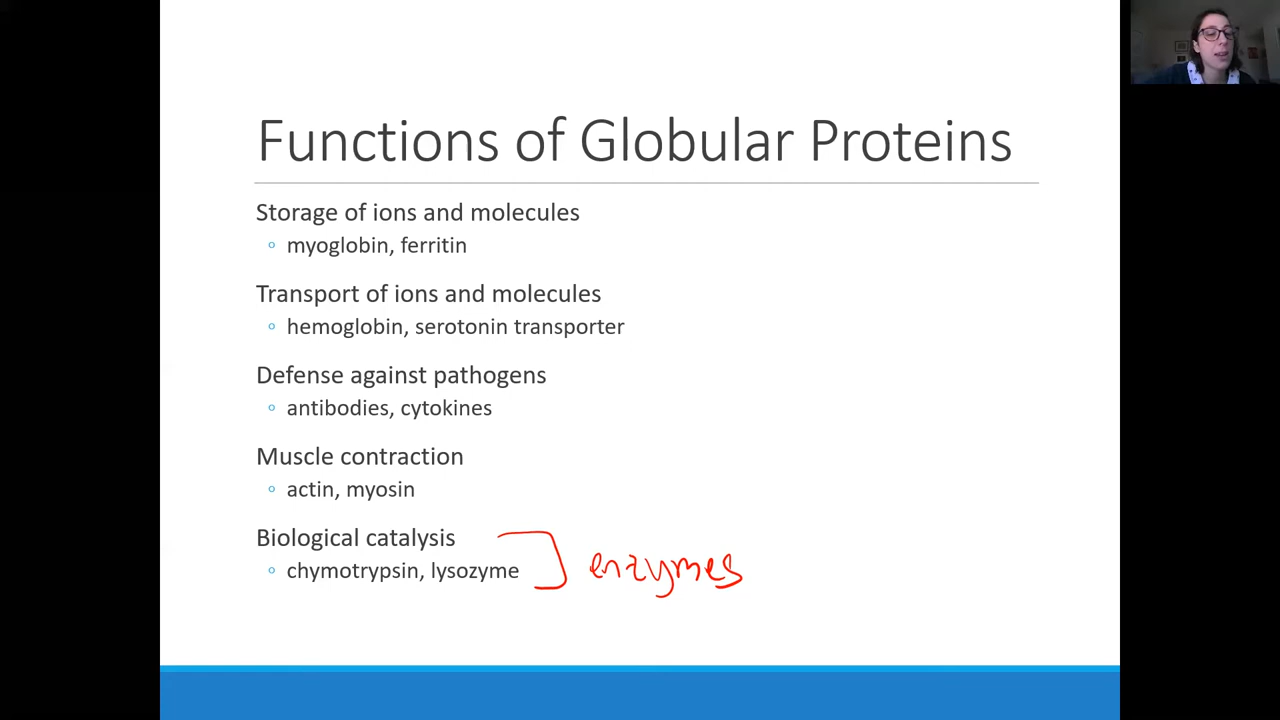 Functions of Globular Proteins
Storage of ions and molecules
◦ myoglobin, ferritin
Transport of ions and molecules
◦ hemoglobin, serotonin transporter
Defense against pathogens
◦ antibodies, cytokines
Muscle contraction
◦ actin, myosin
Biological catalysis
◦ chymotrypsin, lysozyme
enzymes